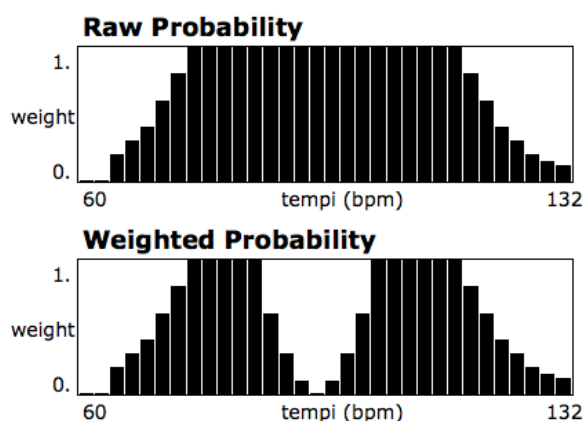 Raw Probability
1.
weight
0.
60 tempi (bpm) 132
Weighted Probability
1.
weight
0.
60 tempi (bpm) 132